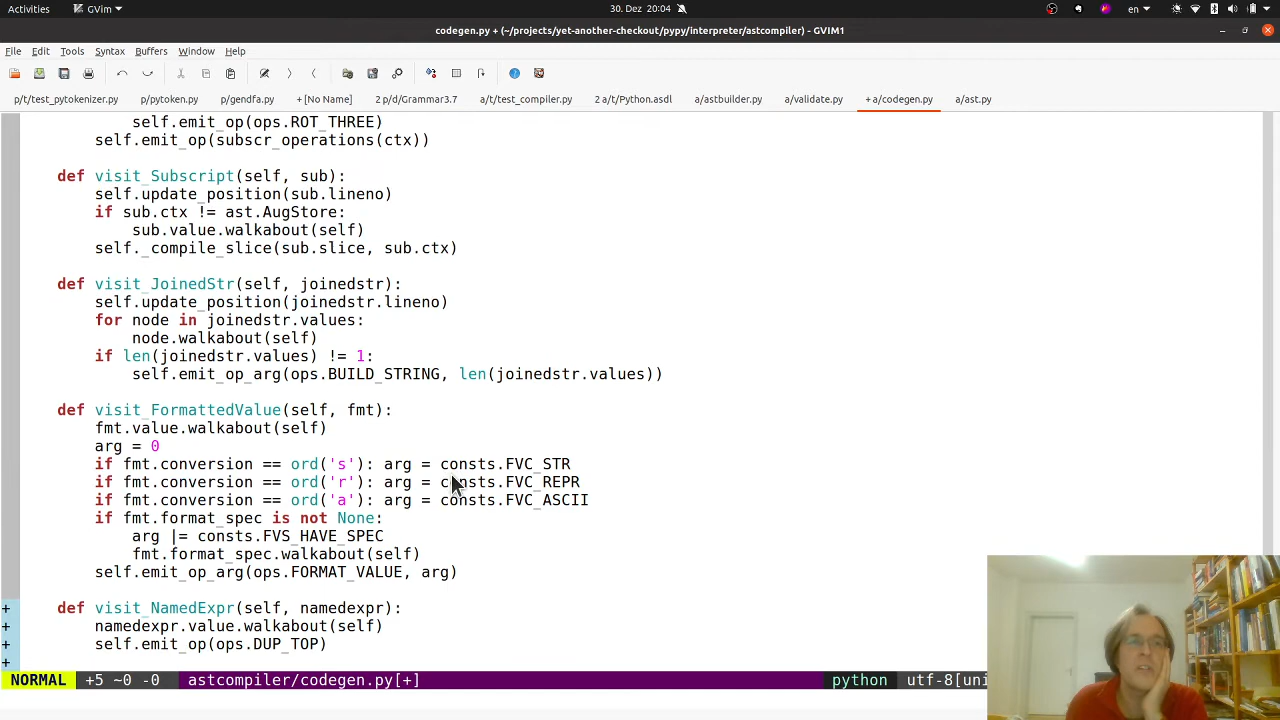 Activities GVim 30. Dez 20:04 en
codegen.py + (~/projects/yet-another-checkout/pypy/interpreter/astcompiler) - GVIM1
File Edit Tools Syntax Buffers Window Help
p/t/test_pytokenizer.py p/pytoken.py p/gendfa.py + [No Name] 2 p/d/Grammar3.7 a/t/test_compiler.py 2 a/t/Python.asdl a/astbuilder.py a/validate.py + a/codegen.py a/ast.py
            self.emit_op(ops.ROT_THREE)
        self.emit_op(subscr_operations(ctx))
    def visit_Subscript(self, sub):
        self.update_position(sub.lineno)
        if sub.ctx != ast.AugStore:
            sub.value.walkabout(self)
        self._compile_slice(sub.slice, sub.ctx)
    def visit_JoinedStr(self, joinedstr):
        self.update_position(joinedstr.lineno)
        for node in joinedstr.values:
            node.walkabout(self)
        if len(joinedstr.values) != 1:
            self.emit_op_arg(ops.BUILD_STRING, len(joinedstr.values))
    def visit_FormattedValue(self, fmt):
        fmt.value.walkabout(self)
        arg = 0
        if fmt.conversion == ord('s'): arg = consts.FVC_STR
        if fmt.conversion == ord('r'): arg = consts.FVC_REPR
        if fmt.conversion == ord('a'): arg = consts.FVC_ASCII
        if fmt.format_spec is not None:
            arg |= consts.FVS_HAVE_SPEC
            fmt.format_spec.walkabout(self)
        self.emit_op_arg(ops.FORMAT_VALUE, arg)
+   def visit_NamedExpr(self, namedexpr):
+       namedexpr.value.walkabout(self)
+       self.emit_op(ops.DUP_TOP)
+
NORMAL +5 ~0 -0 astcompiler/codegen.py[+] python utf-8[uni